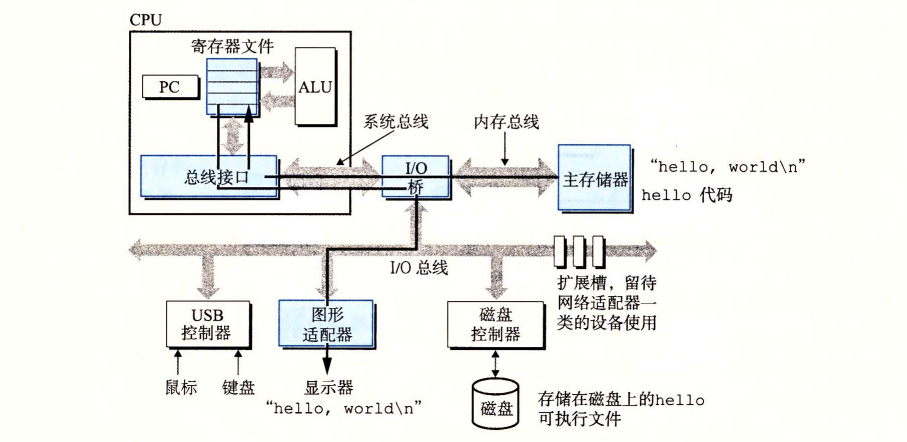 CPU
寄存器文件
PC
ALU
系统总线
内存总线
总线接口
I/O
桥
主存储器
“hello, world\n”
hello 代码
I/O 总线
扩展槽，留待
网络适配器一
类的设备使用
USB
控制器
图形
适配器
磁盘
控制器
鼠标
键盘
显示器
“hello, world\n”
磁盘
存储在磁盘上的hello
可执行文件